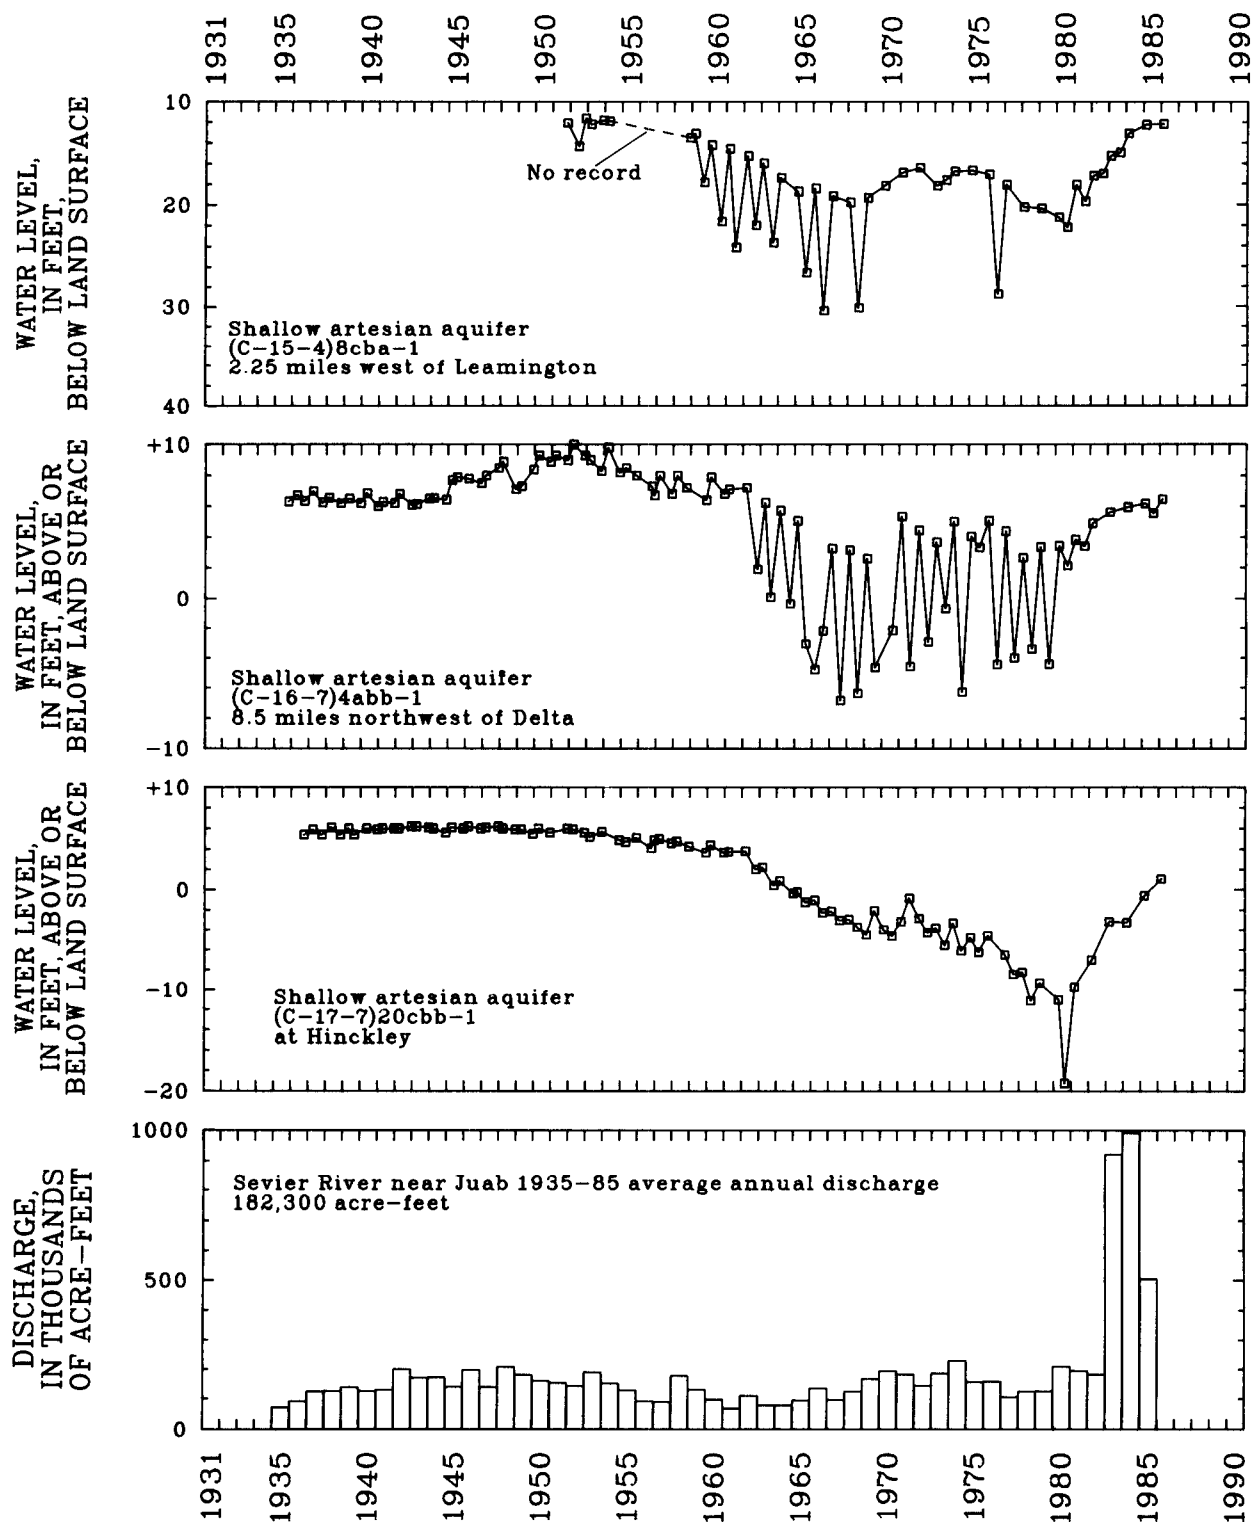 1931 1935 1940 1945 1950 1955 1960 1965 1970 1975 1980 1985 1990
WATER LEVEL,
IN FEET,
BELOW LAND SURFACE
10
20
30
40
No record
Shallow artesian aquifer
(C-15-4)8cba-1
2.25 miles west of Leamington
WATER LEVEL,
IN FEET, ABOVE OR
BELOW LAND SURFACE
+10
0
-10
Shallow artesian aquifer
(C-16-7)4abb-1
8.5 miles northwest of Delta
WATER LEVEL,
IN FEET, ABOVE OR
BELOW LAND SURFACE
+10
0
-10
-20
Shallow artesian aquifer
(C-17-7)20cbb-1
at Hinckley
DISCHARGE,
IN THOUSANDS
OF ACRE-FEET
1000
500
0
Sevier River near Juab 1935-85 average annual discharge
182,300 acre-feet
1931 1935 1940 1945 1950 1955 1960 1965 1970 1975 1980 1985 1990